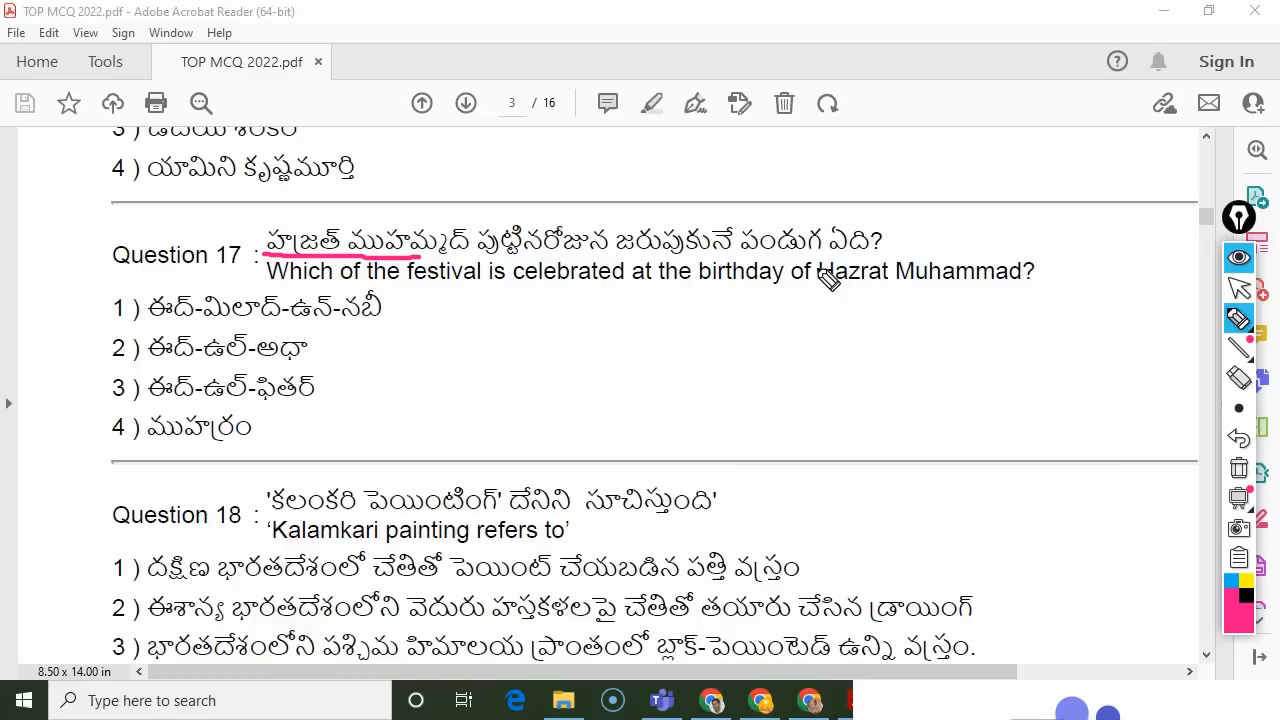 TOP MCQ 2022.pdf - Adobe Acrobat Reader (64-bit)
File Edit View Sign Window Help
Home Tools TOP MCQ 2022.pdf × Sign In
3 / 16
3 ) ఉదయ్ శంకర్
4 ) యామిని కృష్ణమూర్తి
Question 17 : హజ్రత్ ముహమ్మద్ పుట్టినరోజున జరుపుకునే పండుగ ఏది?
Which of the festival is celebrated at the birthday of Hazrat Muhammad?
1 ) ఈద్-మిలాద్-ఉన్-నబీ
2 ) ఈద్-ఉల్-అధా
3 ) ఈద్-ఉల్-ఫితర్
4 ) ముహర్రం
Question 18 : 'కలంకరి పెయింటింగ్' దేనిని సూచిస్తుంది'
‘Kalamkari painting refers to’
1 ) దక్షిణ భారతదేశంలో చేతితో పెయింట్ చేయబడిన పత్తి వస్త్రం
2 ) ఈశాన్య భారతదేశంలోని వెదురు హస్తకళలపై చేతితో తయారు చేసిన డ్రాయింగ్
3 ) భారతదేశంలోని పశ్చిమ హిమాలయ ప్రాంతంలో బ్లాక్-పెయింటెడ్ ఉన్ని వస్త్రం.
8.50 x 14.00 in
Type here to search